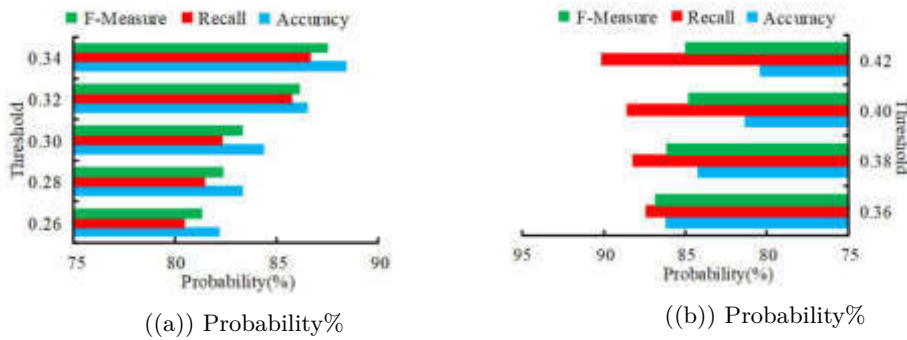 F-Measure Recall Accuracy
0.34
0.32
0.30
0.28
0.26
Threshold
75 80 85 90
Probability(%)
((a)) Probability%
F-Measure Recall Accuracy
0.42
0.40
0.38
0.36
Threshold
95 90 85 80 75
Probability(%)
((b)) Probability%